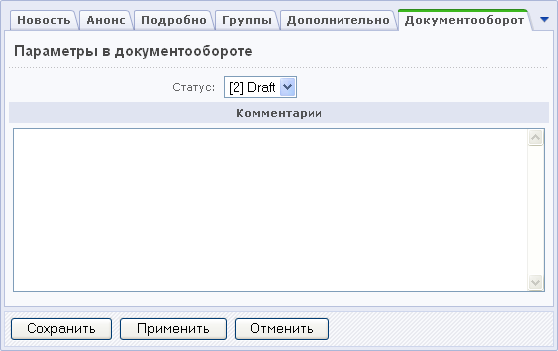 Новость Анонс Подробно Группы Дополнительно Документооборот
Параметры в документообороте
Статус: [2] Draft
Комментарии
Сохранить Применить Отменить